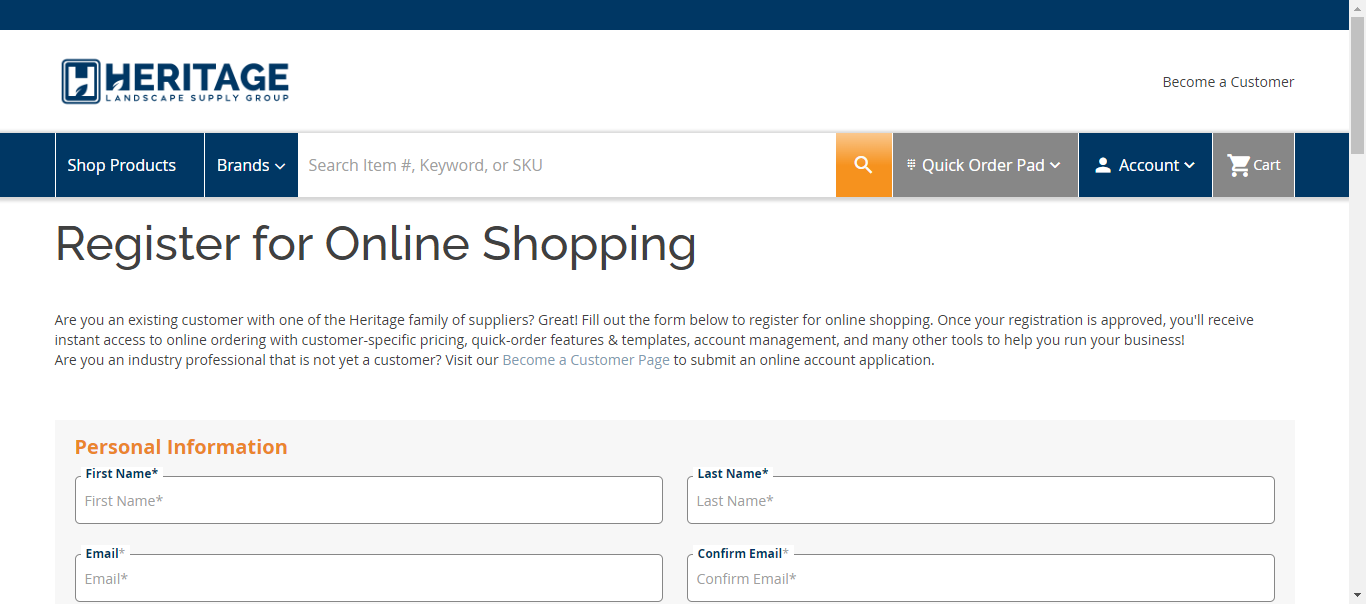 HERITAGE
LANDSCAPE SUPPLY GROUP
Become a Customer
Shop Products
Brands
Search Item #, Keyword, or SKU
Quick Order Pad
Account
Cart
Register for Online Shopping
Are you an existing customer with one of the Heritage family of suppliers? Great! Fill out the form below to register for online shopping. Once your registration is approved, you'll receive
instant access to online ordering with customer-specific pricing, quick-order features & templates, account management, and many other tools to help you run your business!
Are you an industry professional that is not yet a customer? Visit our Become a Customer Page to submit an online account application.
Personal Information
First Name*
First Name*
Last Name*
Last Name*
Email*
Email*
Confirm Email*
Confirm Email*